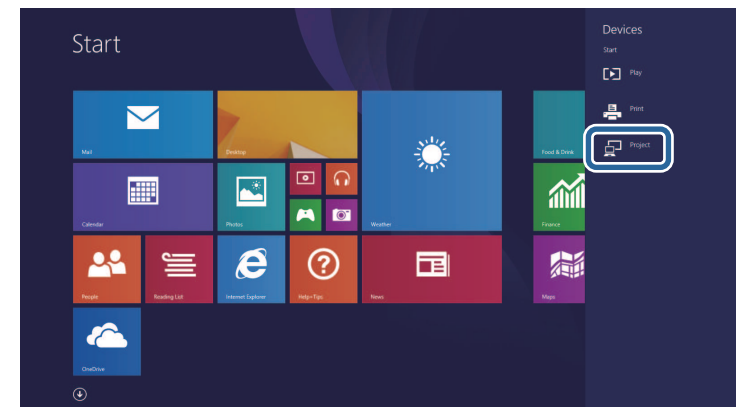 Start
Mail
Desktop
Calendar
Photos
Weather
Food & Drink
Finance
People
Reading List
Internet Explorer
Help+Tips
News
Maps
OneDrive
Devices
Start
Play
Print
Project